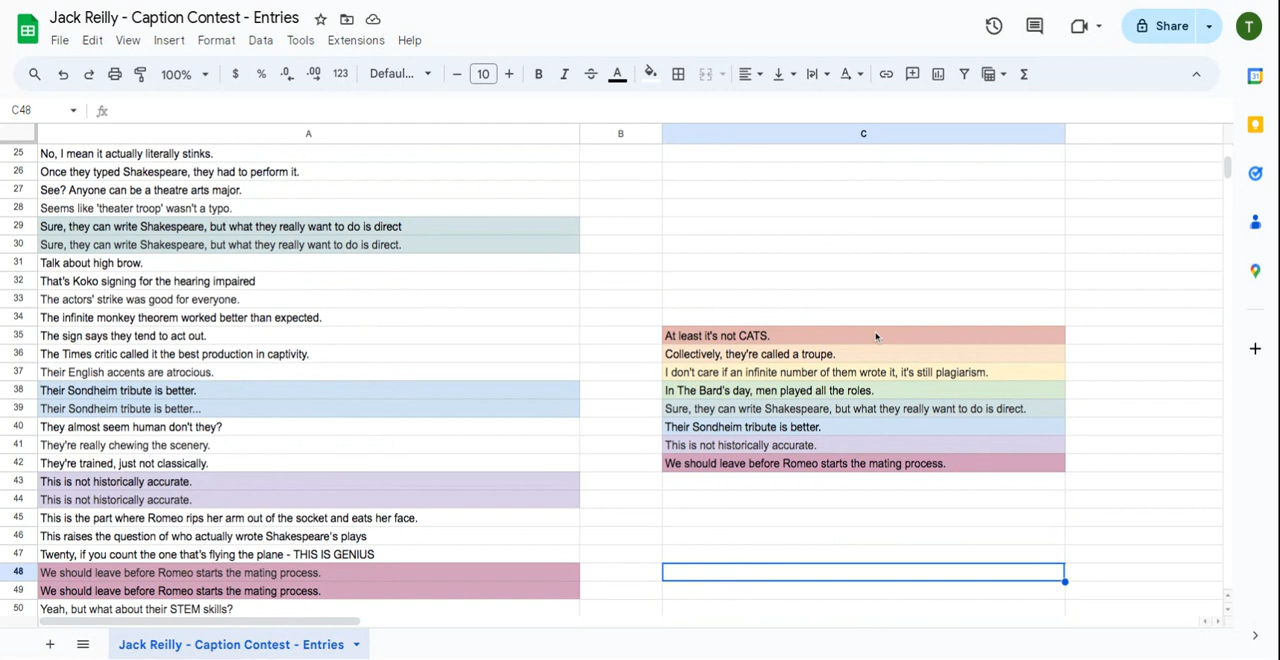 Jack Reilly - Caption Contest - Entries
File Edit View Insert Format Data Tools Extensions Help
Share
T
100% $ % .0 .00 123 Defaul... − 10 + B I A Σ
C48 fx
A B C
25 No, I mean it actually literally stinks.
26 Once they typed Shakespeare, they had to perform it.
27 See? Anyone can be a theatre arts major.
28 Seems like 'theater troop' wasn't a typo.
29 Sure, they can write Shakespeare, but what they really want to do is direct
30 Sure, they can write Shakespeare, but what they really want to do is direct.
31 Talk about high brow.
32 That's Koko signing for the hearing impaired
33 The actors' strike was good for everyone.
34 The infinite monkey theorem worked better than expected.
35 The sign says they tend to act out. At least it's not CATS.
36 The Times critic called it the best production in captivity. Collectively, they're called a troupe.
37 Their English accents are atrocious. I don't care if an infinite number of them wrote it, it's still plagiarism.
38 Their Sondheim tribute is better. In The Bard's day, men played all the roles.
39 Their Sondheim tribute is better... Sure, they can write Shakespeare, but what they really want to do is direct.
40 They almost seem human don't they? Their Sondheim tribute is better.
41 They're really chewing the scenery. This is not historically accurate.
42 They're trained, just not classically. We should leave before Romeo starts the mating process.
43 This is not historically accurate.
44 This is not historically accurate.
45 This is the part where Romeo rips her arm out of the socket and eats her face.
46 This raises the question of who actually wrote Shakespeare's plays
47 Twenty, if you count the one that's flying the plane - THIS IS GENIUS
48 We should leave before Romeo starts the mating process.
49 We should leave before Romeo starts the mating process.
50 Yeah, but what about their STEM skills?
Jack Reilly - Caption Contest - Entries